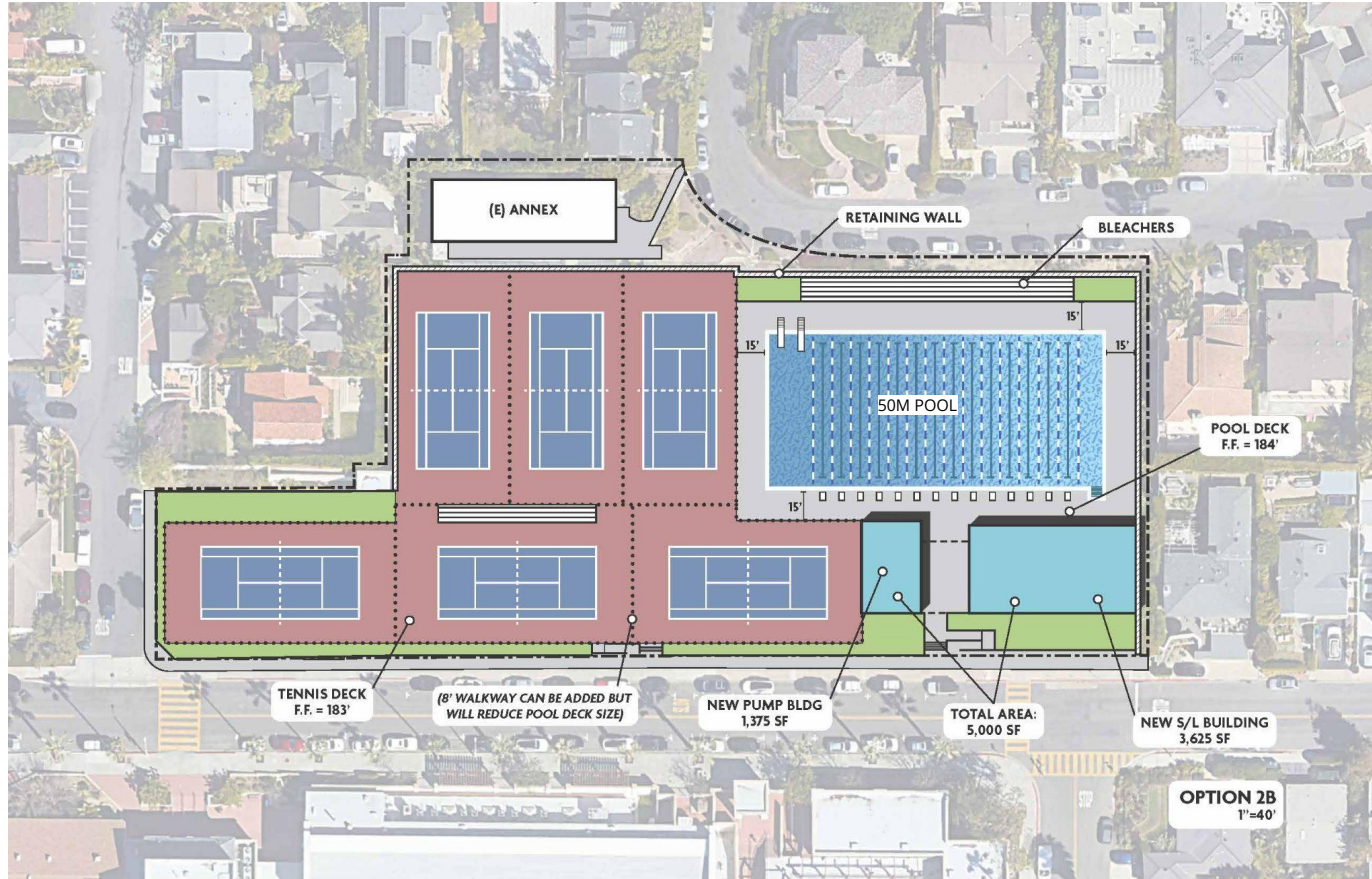 (E) ANNEX
RETAINING WALL
BLEACHERS
15'
15'
15'
50M POOL
POOL DECK
F.F. = 184'
15'
TENNIS DECK
F.F. = 183'
(8' WALKWAY CAN BE ADDED BUT
WILL REDUCE POOL DECK SIZE)
NEW PUMP BLDG
1,375 SF
TOTAL AREA:
5,000 SF
NEW S/L BUILDING
3,625 SF
STOP
OPTION 2B
1"=40'